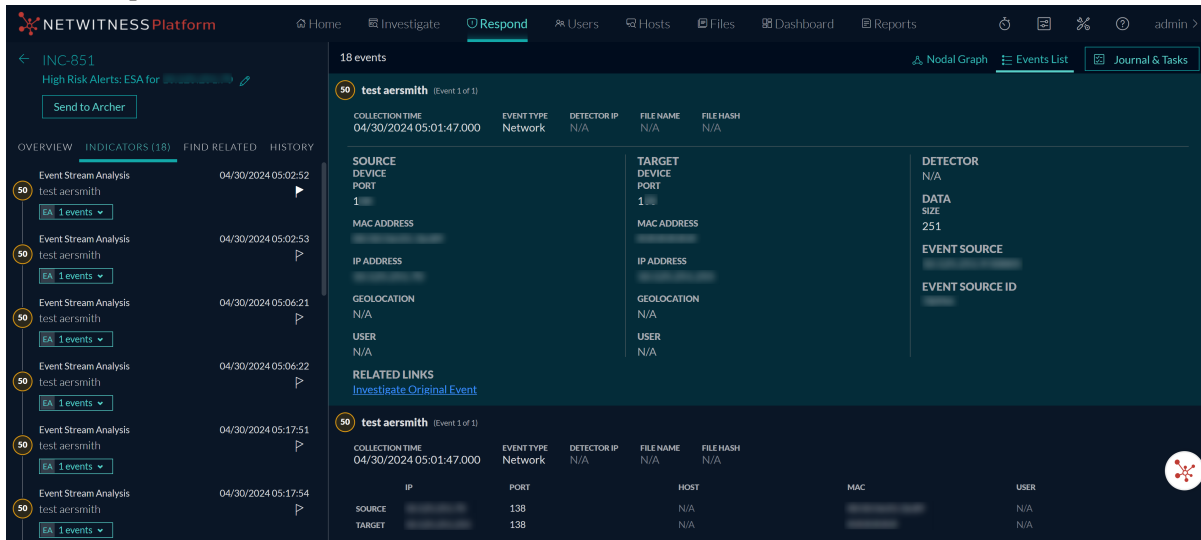 NETWITNESS Platform
Home Investigate Respond Users Hosts Files Dashboard Reports admin >
INC-851
High Risk Alerts: ESA for
Send to Archer
OVERVIEW INDICATORS (18) FIND RELATED HISTORY
Event Stream Analysis 04/30/2024 05:02:52
50 test aersmith
EA 1 events
Event Stream Analysis 04/30/2024 05:02:53
50 test aersmith
EA 1 events
Event Stream Analysis 04/30/2024 05:06:21
50 test aersmith
EA 1 events
Event Stream Analysis 04/30/2024 05:06:22
50 test aersmith
EA 1 events
Event Stream Analysis 04/30/2024 05:17:51
50 test aersmith
EA 1 events
Event Stream Analysis 04/30/2024 05:17:54
50 test aersmith
EA 1 events
18 events
Nodal Graph Events List Journal & Tasks
50 test aersmith (Event 1 of 1)
COLLECTION TIME EVENT TYPE DETECTOR IP FILE NAME FILE HASH
04/30/2024 05:01:47.000 Network N/A N/A N/A
SOURCE
DEVICE
PORT
1
MAC ADDRESS
IP ADDRESS
GEOLOCATION
N/A
USER
N/A
RELATED LINKS
Investigate Original Event
TARGET
DEVICE
PORT
1
MAC ADDRESS
IP ADDRESS
GEOLOCATION
N/A
USER
N/A
DETECTOR
N/A
DATA
SIZE
251
EVENT SOURCE
EVENT SOURCE ID
50 test aersmith (Event 1 of 1)
COLLECTION TIME EVENT TYPE DETECTOR IP FILE NAME FILE HASH
04/30/2024 05:01:47.000 Network N/A N/A N/A
IP PORT HOST MAC USER
SOURCE 138 N/A N/A
TARGET 138 N/A N/A